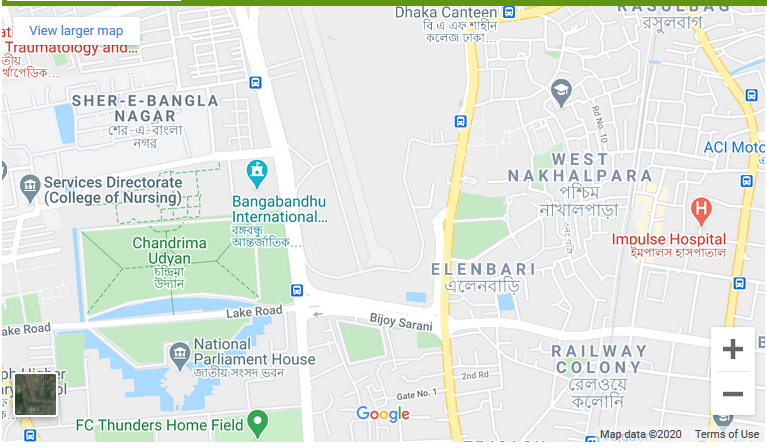 Dhaka Canteen
বি এ এফ শাহীন
কলেজ ঢাকা...
RASULBAG
রসুলবাগ
View larger map
Traumatology and...
SHER-E-BANGLA
NAGAR
শের-এ-বাংলা
নগর
Rd No. 10
ACI Moto
WEST
NAKHALPARA
পশ্চিম
নাখালপাড়া
Services Directorate
(College of Nursing)
Bangabandhu
International...
বঙ্গবন্ধু
আন্তর্জাতিক...
Impulse Hospital
ইমপালস হাসপাতাল
Chandrima
Udyan
চন্দ্রিমা
উদ্যান
ELENBARI
এলেনবাড়ি
Lake Road
Lake Road
Bijoy Sarani
National
Parliament House
জাতীয় সংসদ ভবন
RAILWAY
COLONY
রেলওয়ে
কলোনি
2nd Rd
Gate No. 1
Google
FC Thunders Home Field
Map data ©2020
Terms of Use